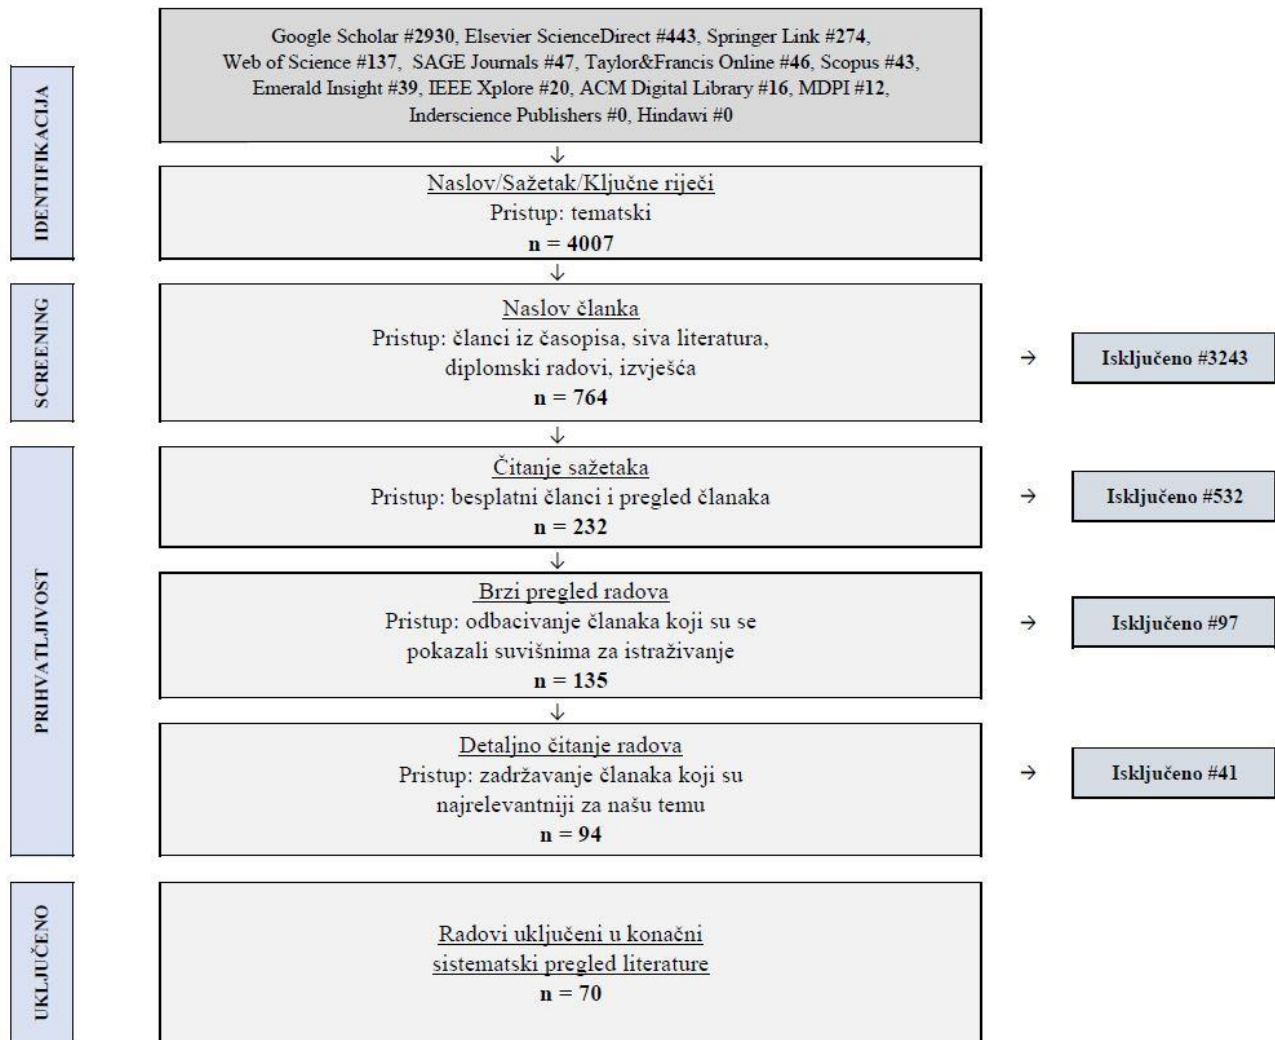 IDENTIFIKACIJA
Google Scholar #2930, Elsevier ScienceDirect #443, Springer Link #274,
Web of Science #137, SAGE Journals #47, Taylor&Francis Online #46, Scopus #43,
Emerald Insight #39, IEEE Xplore #20, ACM Digital Library #16, MDPI #12,
Inderscience Publishers #0, Hindawi #0
↓
Naslov/Sažetak/Ključne riječi
Pristup: tematski
n = 4007
↓
SCREENING
Naslov članka
Pristup: članci iz časopisa, siva literatura,
diplomski radovi, izvješća
n = 764
→ Isključeno #3243
↓
PRIHVATLJIVOST
Čitanje sažetaka
Pristup: besplatni članci i pregled članaka
n = 232
→ Isključeno #532
↓
Brzi pregled radova
Pristup: odbacivanje članaka koji su se
pokazali suvišnima za istraživanje
n = 135
→ Isključeno #97
↓
Detaljno čitanje radova
Pristup: zadržavanje članaka koji su
najrelevantniji za našu temu
n = 94
→ Isključeno #41
UKLJUČENO
Radovi uključeni u konačni
sistematski pregled literature
n = 70